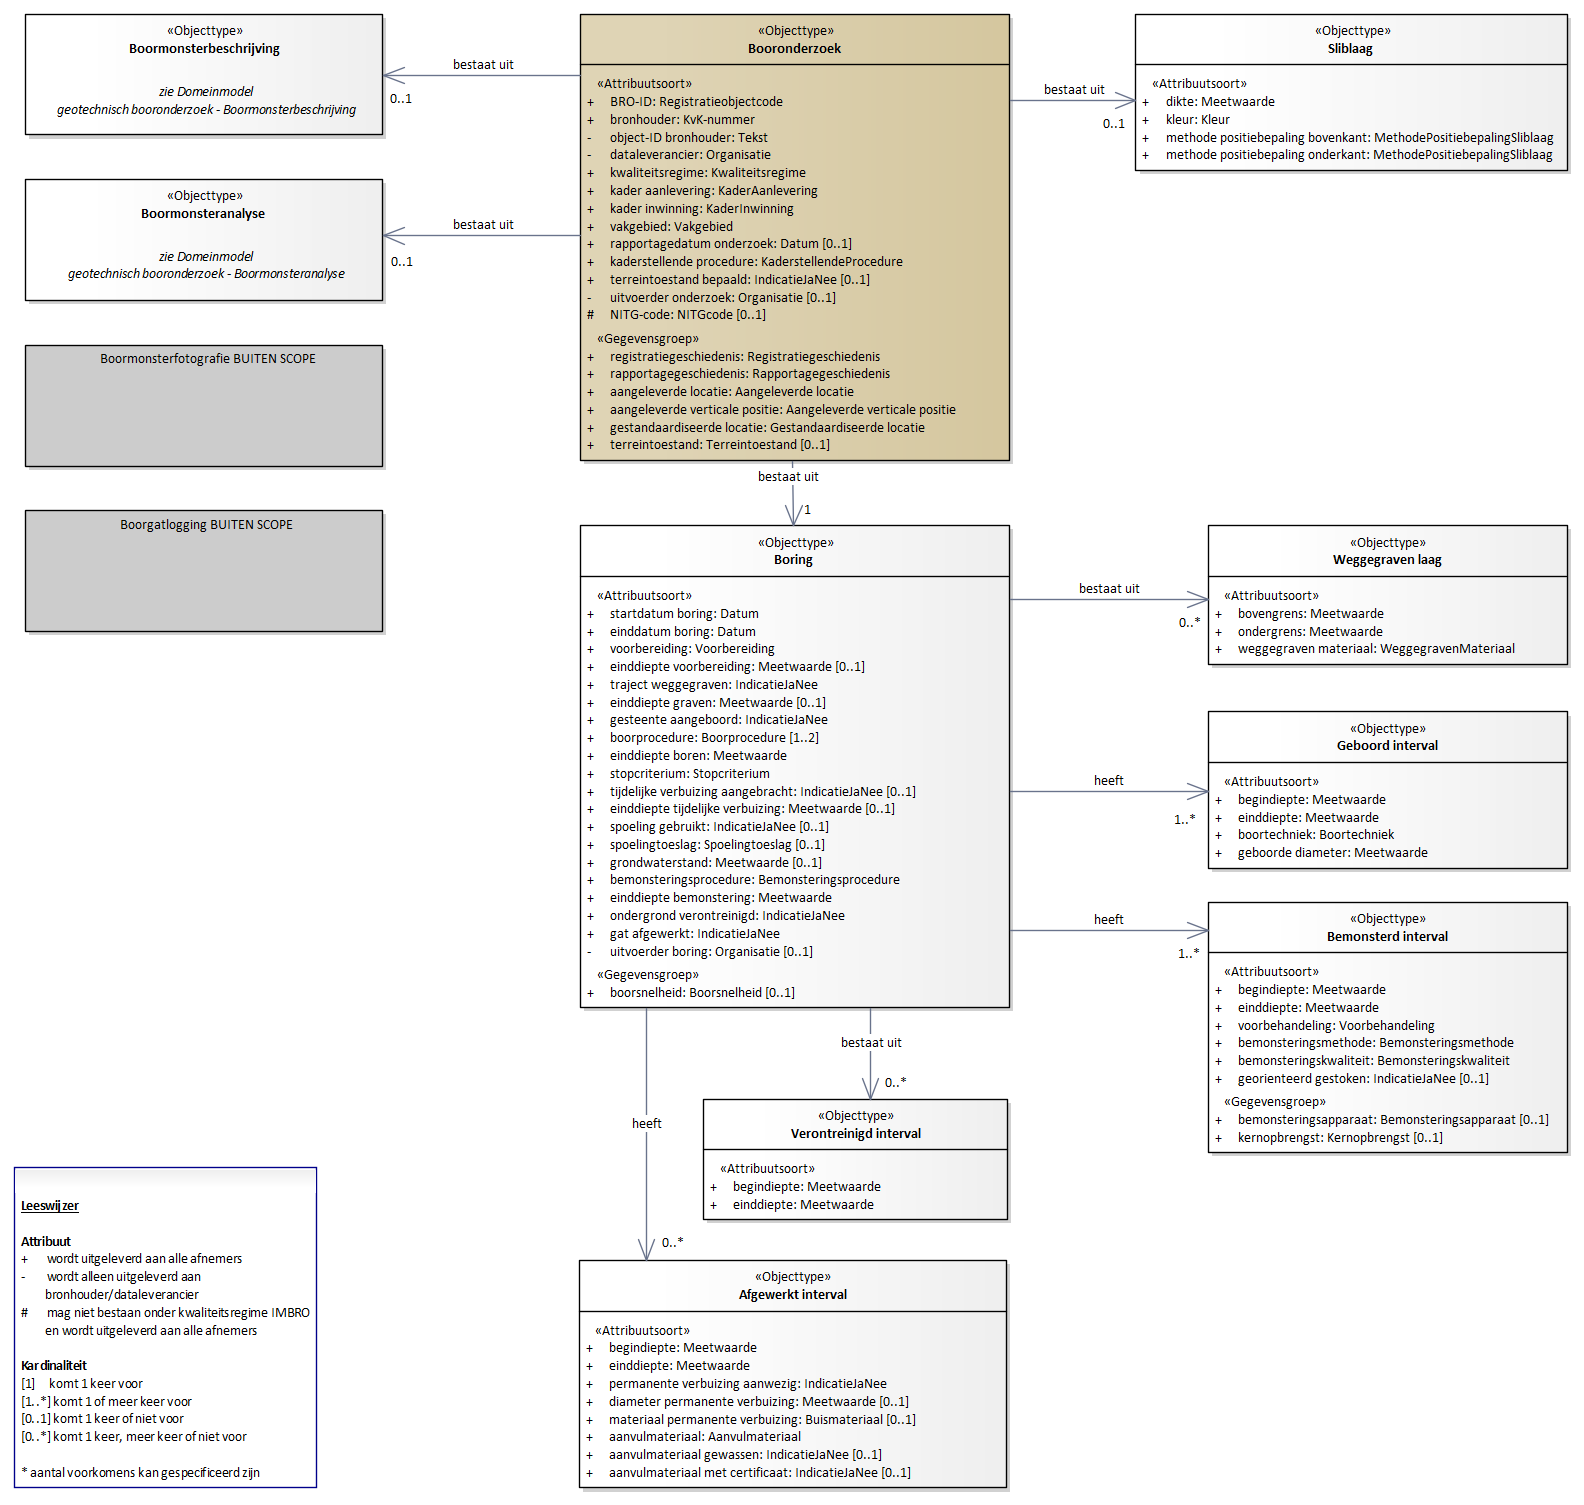 «Objecttype»
Boormonsterbeschrijving
zie Domeinmodel
geotechnisch booronderzoek - Boormonsterbeschrijving
bestaat uit
0..1
«Objecttype»
Boormonsteranalyse
zie Domeinmodel
geotechnisch booronderzoek - Boormonsteranalyse
bestaat uit
0..1
Boormonsterfotografie BUITEN SCOPE
Boorgatlogging BUITEN SCOPE
«Objecttype»
Booronderzoek
«Attribuutsoort»
+ BRO-ID: Registratieobjectcode
+ bronhouder: KvK-nummer
- object-ID bronhouder: Tekst
- dataleverancier: Organisatie
+ kwaliteitsregime: Kwaliteitsregime
+ kader aanlevering: KaderAanlevering
+ kader inwinning: KaderInwinning
+ vakgebied: Vakgebied
+ rapportagedatum onderzoek: Datum [0..1]
+ kaderstellende procedure: KaderstellendeProcedure
+ terreintoestand bepaald: IndicatieJaNee [0..1]
- uitvoerder onderzoek: Organisatie [0..1]
# NITG-code: NITGcode [0..1]
«Gegevensgroep»
+ registratiegeschiedenis: Registratiegeschiedenis
+ rapportagegeschiedenis: Rapportagegeschiedenis
+ aangeleverde locatie: Aangeleverde locatie
+ aangeleverde verticale positie: Aangeleverde verticale positie
+ gestandaardiseerde locatie: Gestandaardiseerde locatie
+ terreintoestand: Terreintoestand [0..1]
bestaat uit
0..1
«Objecttype»
Sliblaag
«Attribuutsoort»
+ dikte: Meetwaarde
+ kleur: Kleur
+ methode positiebepaling bovenkant: MethodePositiebepalingSliblaag
+ methode positiebepaling onderkant: MethodePositiebepalingSliblaag
bestaat uit
1
«Objecttype»
Boring
«Attribuutsoort»
+ startdatum boring: Datum
+ einddatum boring: Datum
+ voorbereiding: Voorbereiding
+ einddiepte voorbereiding: Meetwaarde [0..1]
+ traject weggegraven: IndicatieJaNee
+ einddiepte graven: Meetwaarde [0..1]
+ gesteente aangeboord: IndicatieJaNee
+ boorprocedure: Boorprocedure [1..2]
+ einddiepte boren: Meetwaarde
+ stopcriterium: Stopcriterium
+ tijdelijke verbuizing aangebracht: IndicatieJaNee [0..1]
+ einddiepte tijdelijke verbuizing: Meetwaarde [0..1]
+ spoeling gebruikt: IndicatieJaNee [0..1]
+ spoelingtoeslag: Spoelingtoeslag [0..1]
+ grondwaterstand: Meetwaarde [0..1]
+ bemonsteringsprocedure: Bemonsteringsprocedure
+ einddiepte bemonstering: Meetwaarde
+ ondergrond verontreinigd: IndicatieJaNee
+ gat afgewerkt: IndicatieJaNee
- uitvoerder boring: Organisatie [0..1]
«Gegevensgroep»
+ boorsnelheid: Boorsnelheid [0..1]
bestaat uit
0..*
«Objecttype»
Weggegraven laag
«Attribuutsoort»
+ bovengrens: Meetwaarde
+ ondergrens: Meetwaarde
+ weggegraven materiaal: WeggegravenMateriaal
heeft
1..*
«Objecttype»
Geboord interval
«Attribuutsoort»
+ begindiepte: Meetwaarde
+ einddiepte: Meetwaarde
+ boortechniek: Boortechniek
+ geboorde diameter: Meetwaarde
heeft
1..*
«Objecttype»
Bemonsterd interval
«Attribuutsoort»
+ begindiepte: Meetwaarde
+ einddiepte: Meetwaarde
+ voorbehandeling: Voorbehandeling
+ bemonsteringsmethode: Bemonsteringsmethode
+ bemonsteringskwaliteit: Bemonsteringskwaliteit
+ georienteerd gestoken: IndicatieJaNee [0..1]
«Gegevensgroep»
+ bemonsteringsapparaat: Bemonsteringsapparaat [0..1]
+ kernopbrengst: Kernopbrengst [0..1]
bestaat uit
0..*
«Objecttype»
Verontreinigd interval
«Attribuutsoort»
+ begindiepte: Meetwaarde
+ einddiepte: Meetwaarde
heeft
0..*
«Objecttype»
Afgewerkt interval
«Attribuutsoort»
+ begindiepte: Meetwaarde
+ einddiepte: Meetwaarde
+ permanente verbuizing aanwezig: IndicatieJaNee
+ diameter permanente verbuizing: Meetwaarde [0..1]
+ materiaal permanente verbuizing: Buismateriaal [0..1]
+ aanvulmateriaal: Aanvulmateriaal
+ aanvulmateriaal gewassen: IndicatieJaNee [0..1]
+ aanvulmateriaal met certificaat: IndicatieJaNee [0..1]
Leeswijzer
Attribuut
+ wordt uitgeleverd aan alle afnemers
- wordt alleen uitgeleverd aan
bronhouder/dataleverancier
# mag niet bestaan onder kwaliteitsregime IMBRO
en wordt uitgeleverd aan alle afnemers
Kardinaliteit
[1] komt 1 keer voor
[1..*] komt 1 of meer keer voor
[0..1] komt 1 keer of niet voor
[0..*] komt 1 keer, meer keer of niet voor
* aantal voorkomens kan gespecificeerd zijn